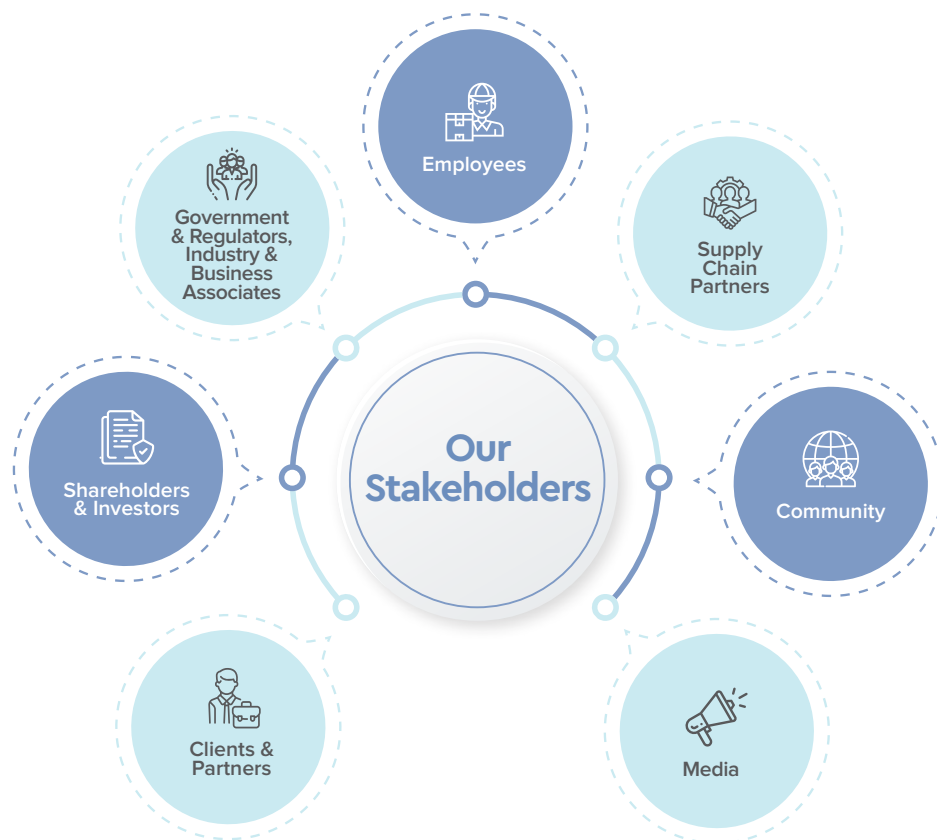 Employees
Government
& Regulators,
Industry &
Business
Associates
Supply
Chain
Partners
Our
Stakeholders
Shareholders
& Investors
Community
Clients &
Partners
Media